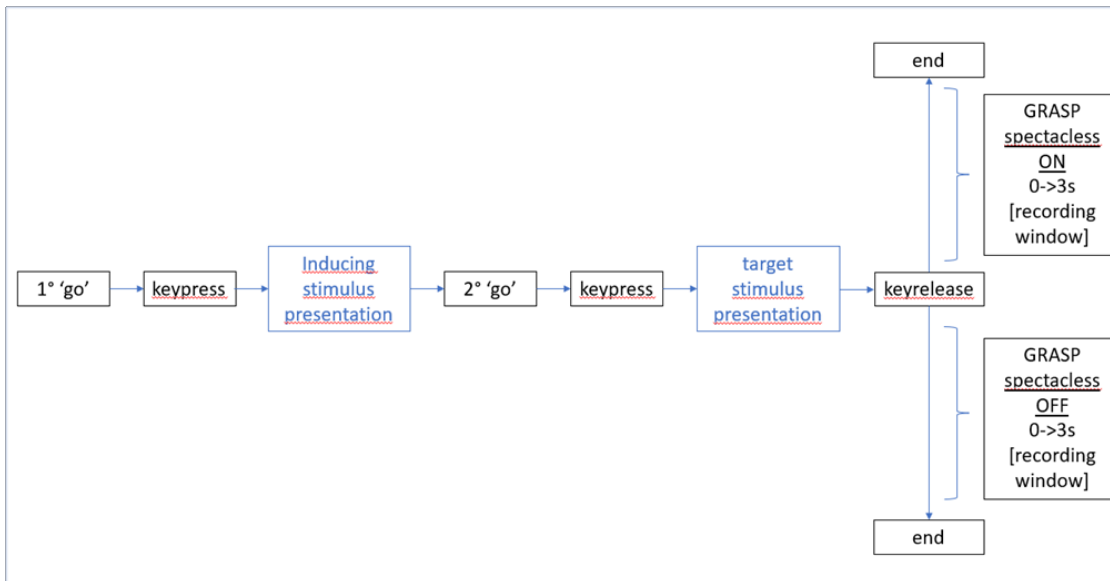 1° ‘go’
keypress
Inducing
stimulus
presentation
2° ‘go’
keypress
target
stimulus
presentation
keyrelease
end
GRASP
spectacless
ON
0->3s
[recording
window]
GRASP
spectacless
OFF
0->3s
[recording
window]
end